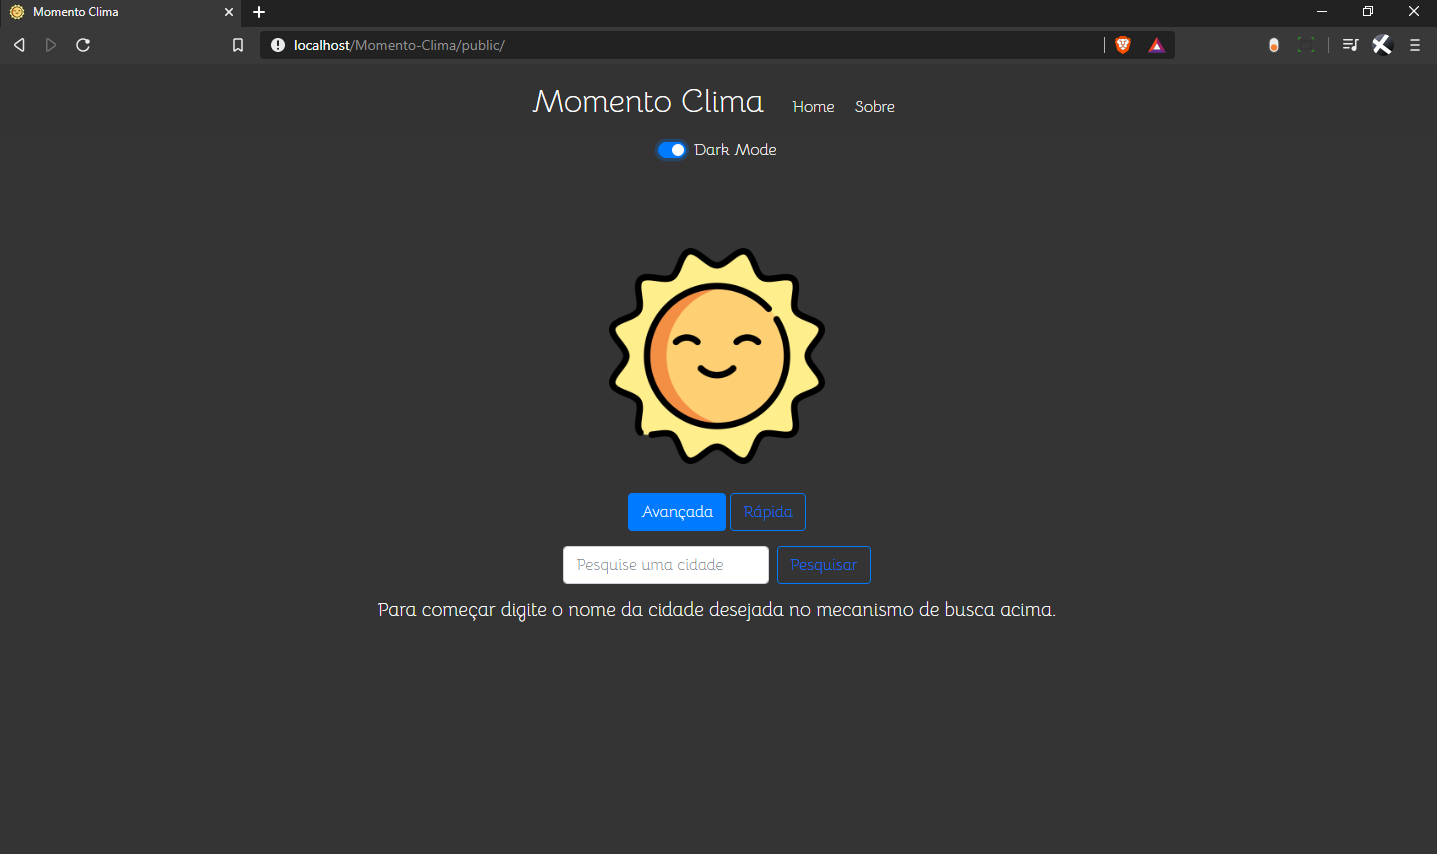 Momento Clima
localhost/Momento-Clima/public/
Momento Clima Home Sobre
Dark Mode
Avançada Rápida
Pesquise uma cidade Pesquisar
Para começar digite o nome da cidade desejada no mecanismo de busca acima.